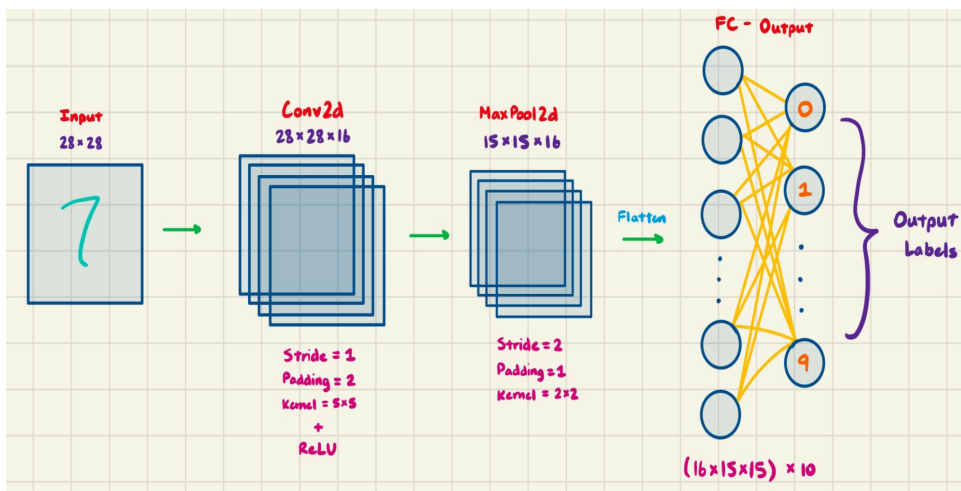 Input
28×28
7
Conv2d
28×28×16
Stride = 1
Padding = 2
Kernel = 5×5
+
ReLU
MaxPool2d
15×15×16
Stride = 2
Padding = 1
Kernel = 2×2
Flatten
FC - Output
0
1
9
(16×15×15) × 10
Output
Labels